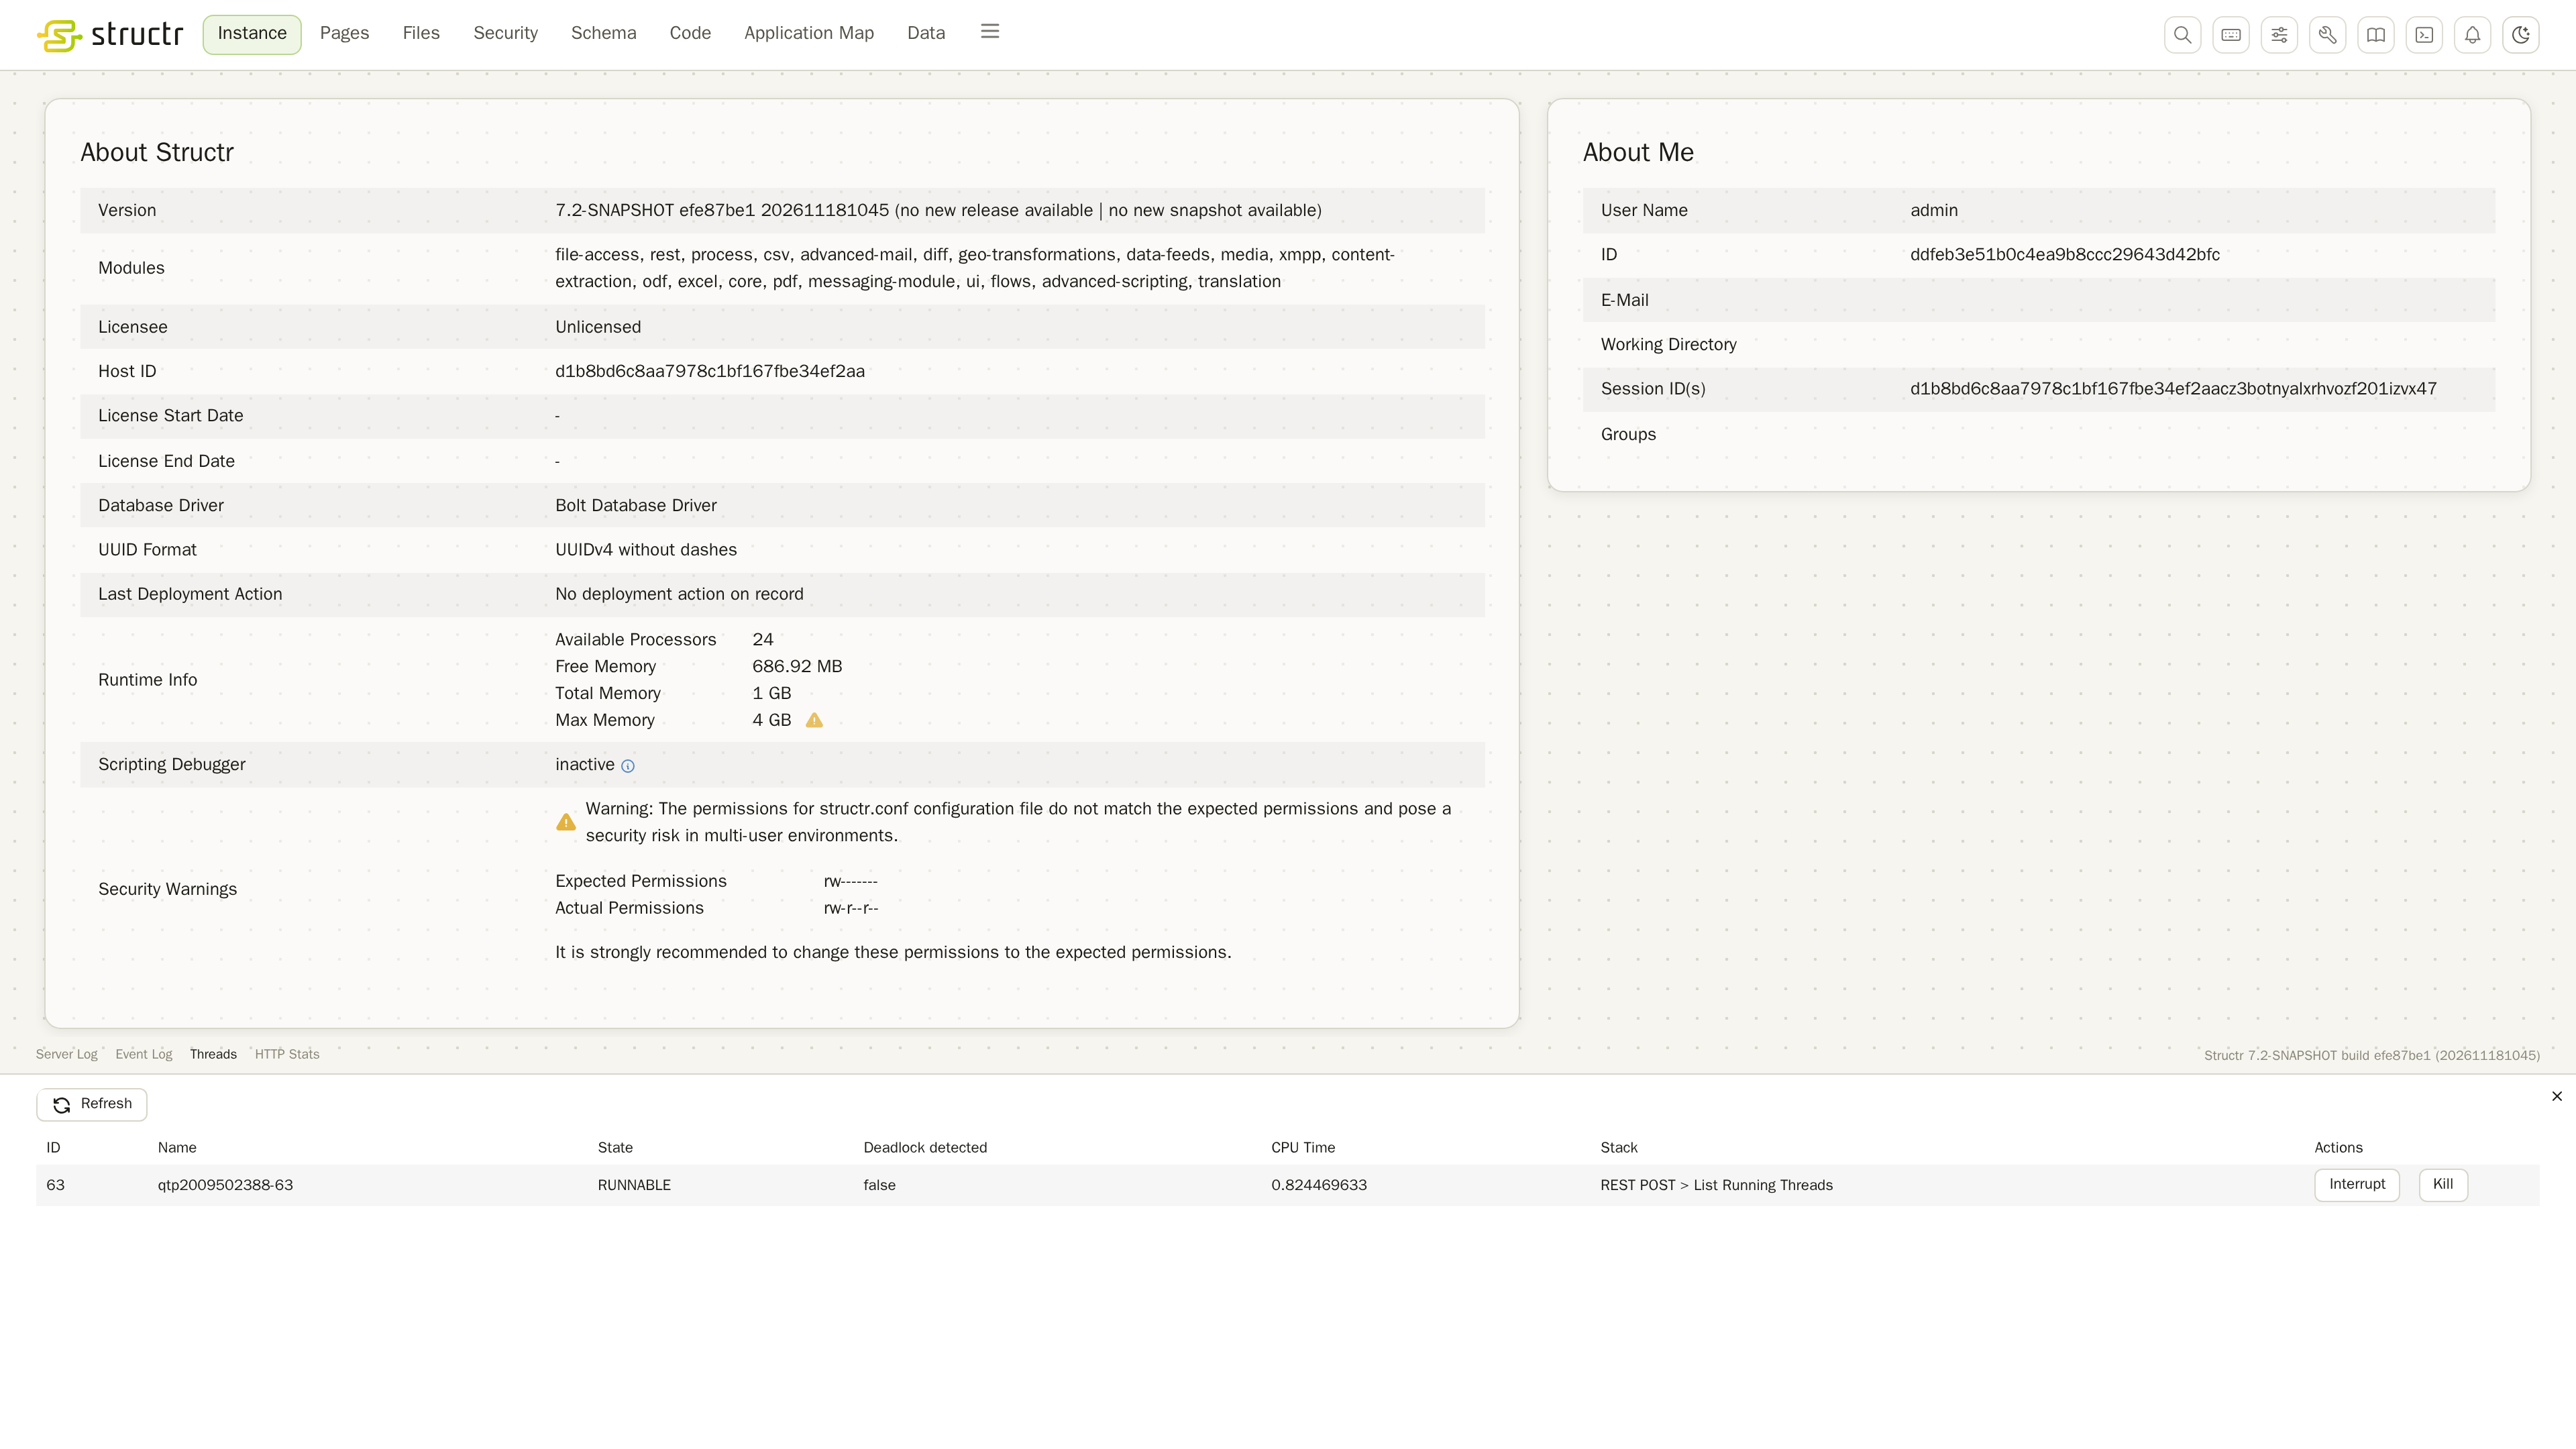 structr Instance Pages Files Security Schema Code Application Map Data
About Structr
Version 7.2-SNAPSHOT efe87be1 202611181045 (no new release available | no new snapshot available)
Modules file-access, rest, process, csv, advanced-mail, diff, geo-transformations, data-feeds, media, xmpp, content-
extraction, odf, excel, core, pdf, messaging-module, ui, flows, advanced-scripting, translation
Licensee Unlicensed
Host ID d1b8bd6c8aa7978c1bf167fbe34ef2aa
License Start Date -
License End Date -
Database Driver Bolt Database Driver
UUID Format UUIDv4 without dashes
Last Deployment Action No deployment action on record
Runtime Info
Available Processors 24
Free Memory 686.92 MB
Total Memory 1 GB
Max Memory 4 GB
Scripting Debugger inactive
Security Warnings
Warning: The permissions for structr.conf configuration file do not match the expected permissions and pose a
security risk in multi-user environments.
Expected Permissions rw-------
Actual Permissions rw-r--r--
It is strongly recommended to change these permissions to the expected permissions.
About Me
User Name admin
ID ddfeb3e51b0c4ea9b8ccc29643d42bfc
E-Mail
Working Directory
Session ID(s) d1b8bd6c8aa7978c1bf167fbe34ef2aacz3botnyalxrhvozf201izvx47
Groups
Server Log Event Log Threads HTTP Stats
Structr 7.2-SNAPSHOT build efe87be1 (202611181045)
Refresh
ID Name State Deadlock detected CPU Time Stack Actions
63 qtp2009502388-63 RUNNABLE false 0.824469633 REST POST > List Running Threads Interrupt Kill